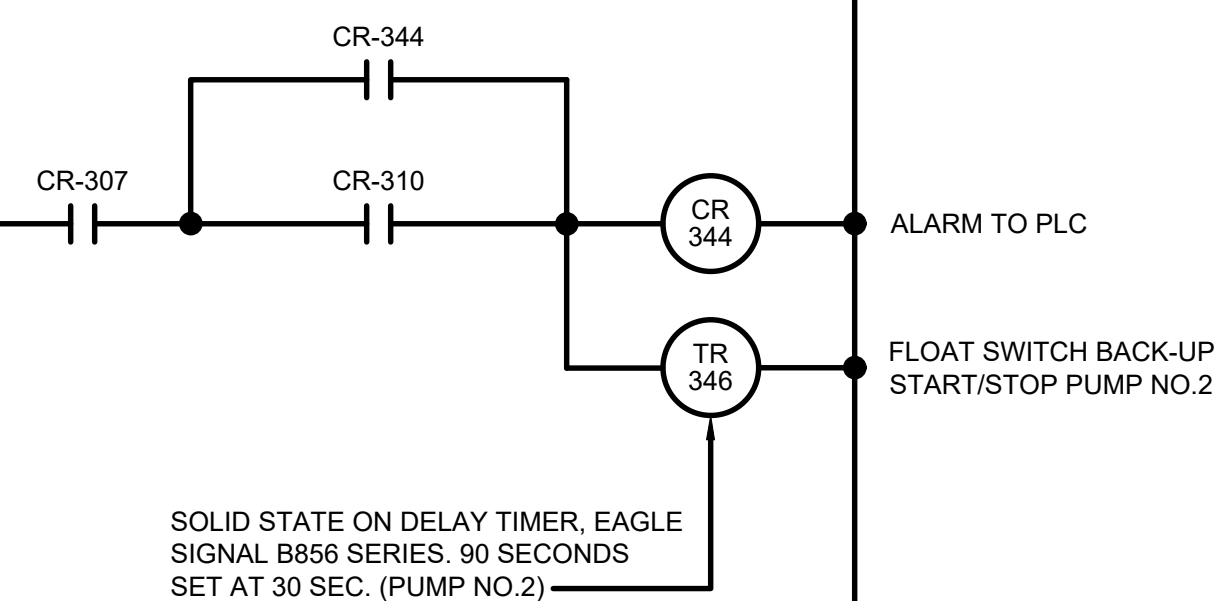 CR-344
CR-307
CR-310
CR
344
ALARM TO PLC
TR
346
FLOAT SWITCH BACK-UP
START/STOP PUMP NO.2
SOLID STATE ON DELAY TIMER, EAGLE
SIGNAL B856 SERIES. 90 SECONDS
SET AT 30 SEC. (PUMP NO.2)